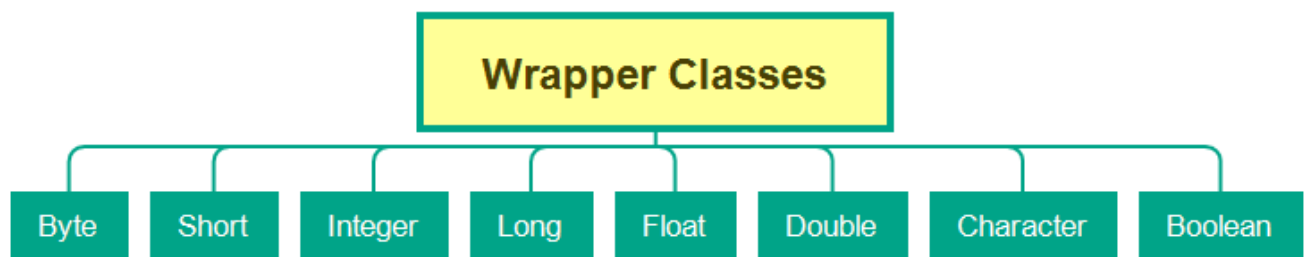 Wrapper Classes
Byte Short Integer Long Float Double Character Boolean